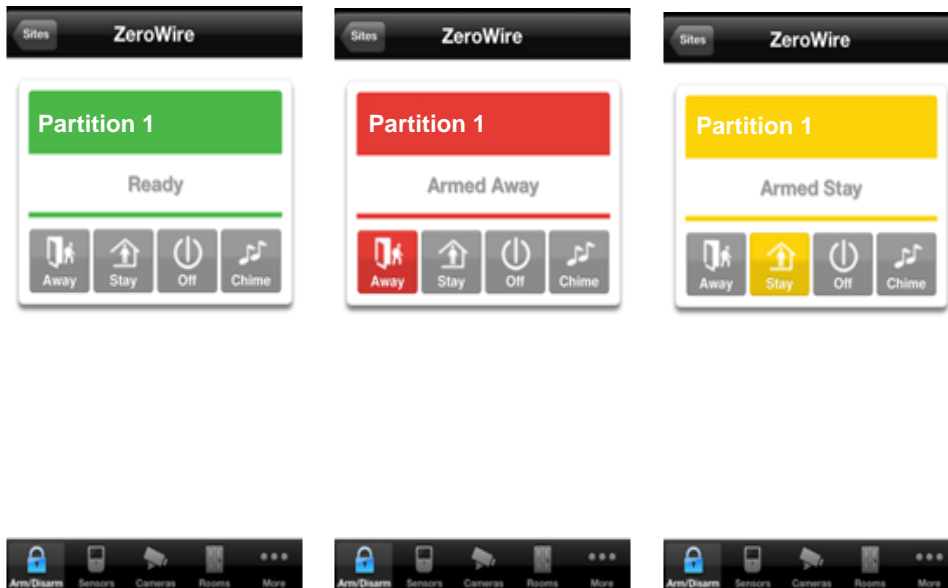 Sites ZeroWire
Partition 1
Ready
Away Stay Off Chime
Arm/Disarm Sensors Cameras Rooms More
Sites ZeroWire
Partition 1
Armed Away
Away Stay Off Chime
Arm/Disarm Sensors Cameras Rooms More
Sites ZeroWire
Partition 1
Armed Stay
Away Stay Off Chime
Arm/Disarm Sensors Cameras Rooms More